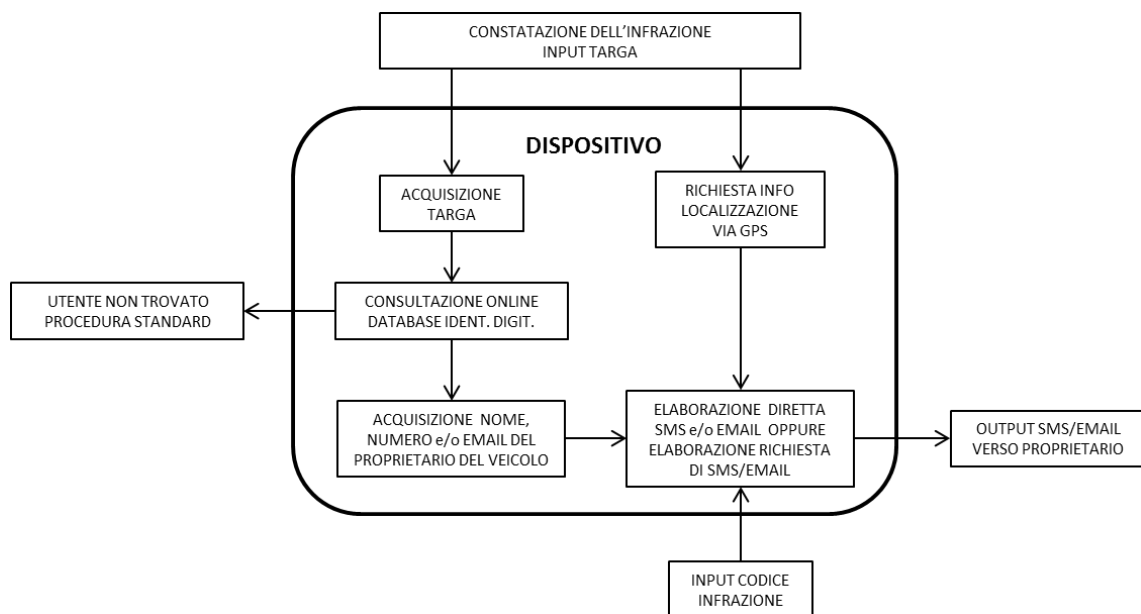 CONSTATAZIONE DELL’INFRAZIONE
INPUT TARGA
DISPOSITIVO
ACQUISIZIONE
TARGA
RICHIESTA INFO
LOCALIZZAZIONE
VIA GPS
UTENTE NON TROVATO
PROCEDURA STANDARD
CONSULTAZIONE ONLINE
DATABASE IDENT. DIGIT.
ACQUISIZIONE NOME,
NUMERO e/o EMAIL DEL
PROPRIETARIO DEL VEICOLO
ELABORAZIONE DIRETTA
SMS e/o EMAIL OPPURE
ELABORAZIONE RICHIESTA
DI SMS/EMAIL
OUTPUT SMS/EMAIL
VERSO PROPRIETARIO
INPUT CODICE
INFRAZIONE